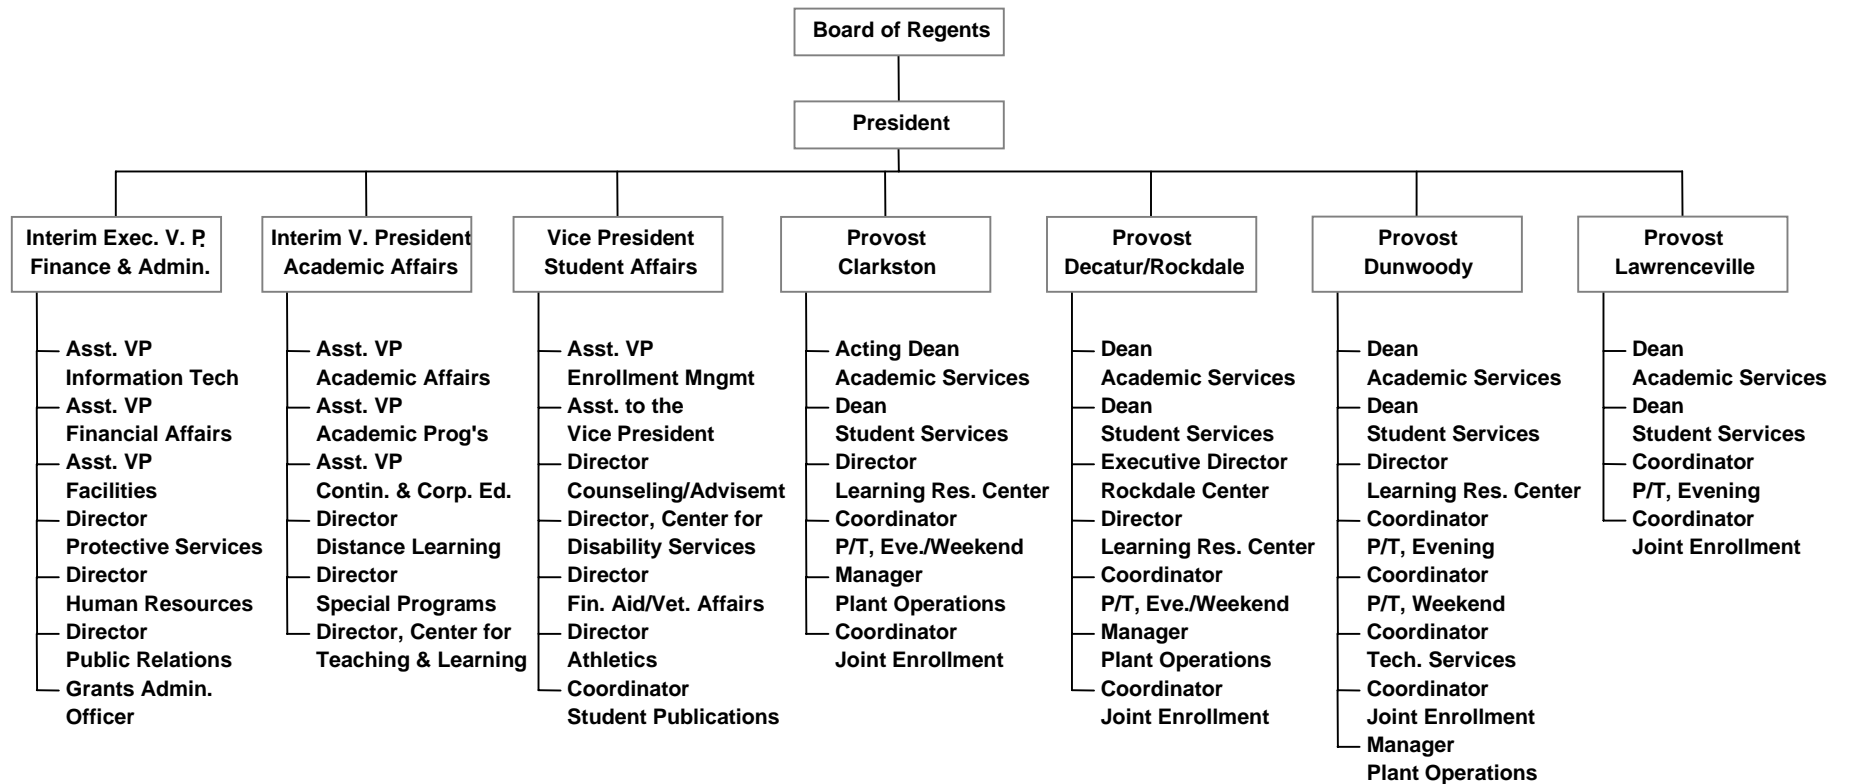 Board of Regents
President
Interim Exec. V. P.
Finance & Admin.
Asst. VP
Information Tech
Asst. VP
Financial Affairs
Asst. VP
Facilities
Director
Protective Services
Director
Human Resources
Director
Public Relations
Grants Admin.
Officer
Interim V. President
Academic Affairs
Asst. VP
Academic Affairs
Asst. VP
Academic Prog's
Asst. VP
Contin. & Corp. Ed.
Director
Distance Learning
Director
Special Programs
Director, Center for
Teaching & Learning
Vice President
Student Affairs
Asst. VP
Enrollment Mngmt
Asst. to the
Vice President
Director
Counseling/Advisemt
Director, Center for
Disability Services
Director
Fin. Aid/Vet. Affairs
Director
Athletics
Coordinator
Student Publications
Provost
Clarkston
Acting Dean
Academic Services
Dean
Student Services
Director
Learning Res. Center
Coordinator
P/T, Eve./Weekend
Manager
Plant Operations
Coordinator
Joint Enrollment
Provost
Decatur/Rockdale
Dean
Academic Services
Dean
Student Services
Executive Director
Rockdale Center
Director
Learning Res. Center
Coordinator
P/T, Eve./Weekend
Manager
Plant Operations
Coordinator
Joint Enrollment
Provost
Dunwoody
Dean
Academic Services
Dean
Student Services
Director
Learning Res. Center
Coordinator
P/T, Evening
Coordinator
P/T, Weekend
Coordinator
Tech. Services
Coordinator
Joint Enrollment
Manager
Plant Operations
Provost
Lawrenceville
Dean
Academic Services
Dean
Student Services
Coordinator
P/T, Evening
Coordinator
Joint Enrollment